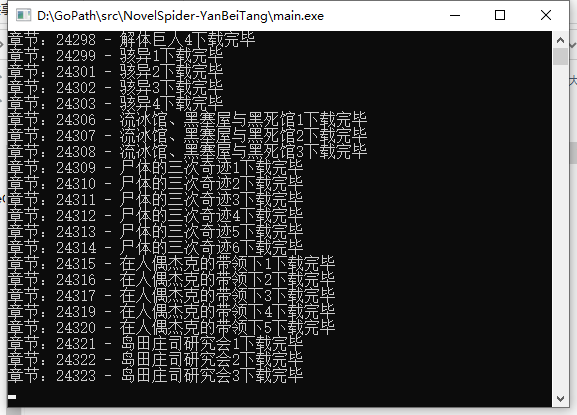 D:\GoPath\src\NovelSpider-YanBeiTang\main.exe
章节：24298 - 解体巨人4下载完毕
章节：24299 - 骇异1下载完毕
章节：24301 - 骇异2下载完毕
章节：24302 - 骇异3下载完毕
章节：24303 - 骇异4下载完毕
章节：24306 - 流冰馆、黑塞屋与黑死馆1下载完毕
章节：24307 - 流冰馆、黑塞屋与黑死馆2下载完毕
章节：24308 - 流冰馆、黑塞屋与黑死馆3下载完毕
章节：24309 - 尸体的三次奇迹1下载完毕
章节：24310 - 尸体的三次奇迹2下载完毕
章节：24311 - 尸体的三次奇迹3下载完毕
章节：24312 - 尸体的三次奇迹4下载完毕
章节：24313 - 尸体的三次奇迹5下载完毕
章节：24314 - 尸体的三次奇迹6下载完毕
章节：24315 - 在人偶杰克的带领下1下载完毕
章节：24316 - 在人偶杰克的带领下2下载完毕
章节：24317 - 在人偶杰克的带领下3下载完毕
章节：24319 - 在人偶杰克的带领下4下载完毕
章节：24320 - 在人偶杰克的带领下5下载完毕
章节：24321 - 岛田庄司研究会1下载完毕
章节：24322 - 岛田庄司研究会2下载完毕
章节：24323 - 岛田庄司研究会3下载完毕